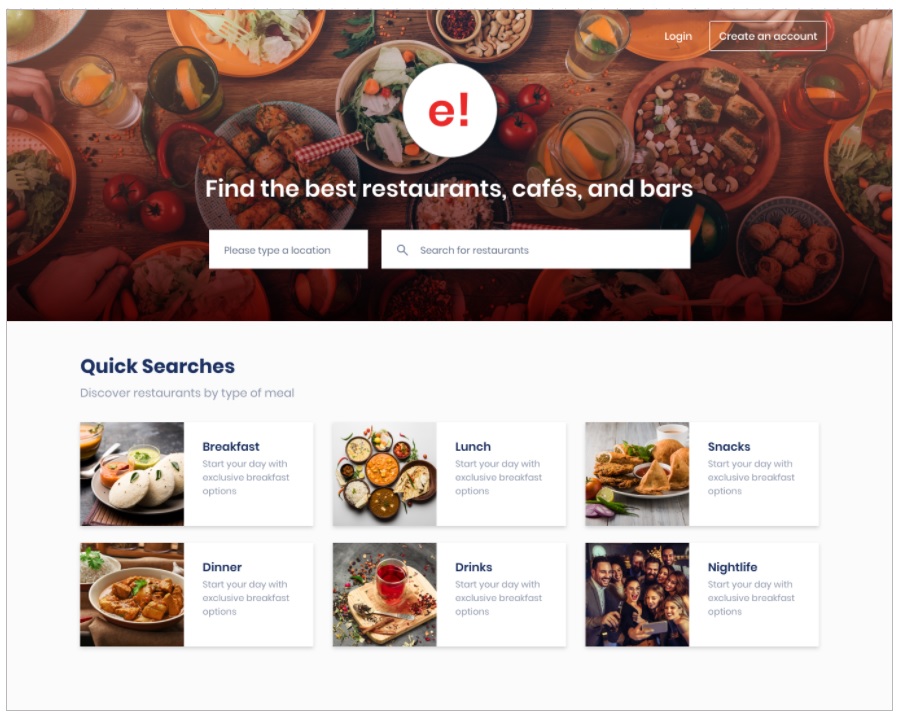 Login
Create an account
e!
Find the best restaurants, cafés, and bars
Please type a location
Search for restaurants
Quick Searches
Discover restaurants by type of meal
Breakfast
Start your day with
exclusive breakfast
options
Lunch
Start your day with
exclusive breakfast
options
Snacks
Start your day with
exclusive breakfast
options
Dinner
Start your day with
exclusive breakfast
options
Drinks
Start your day with
exclusive breakfast
options
Nightlife
Start your day with
exclusive breakfast
options